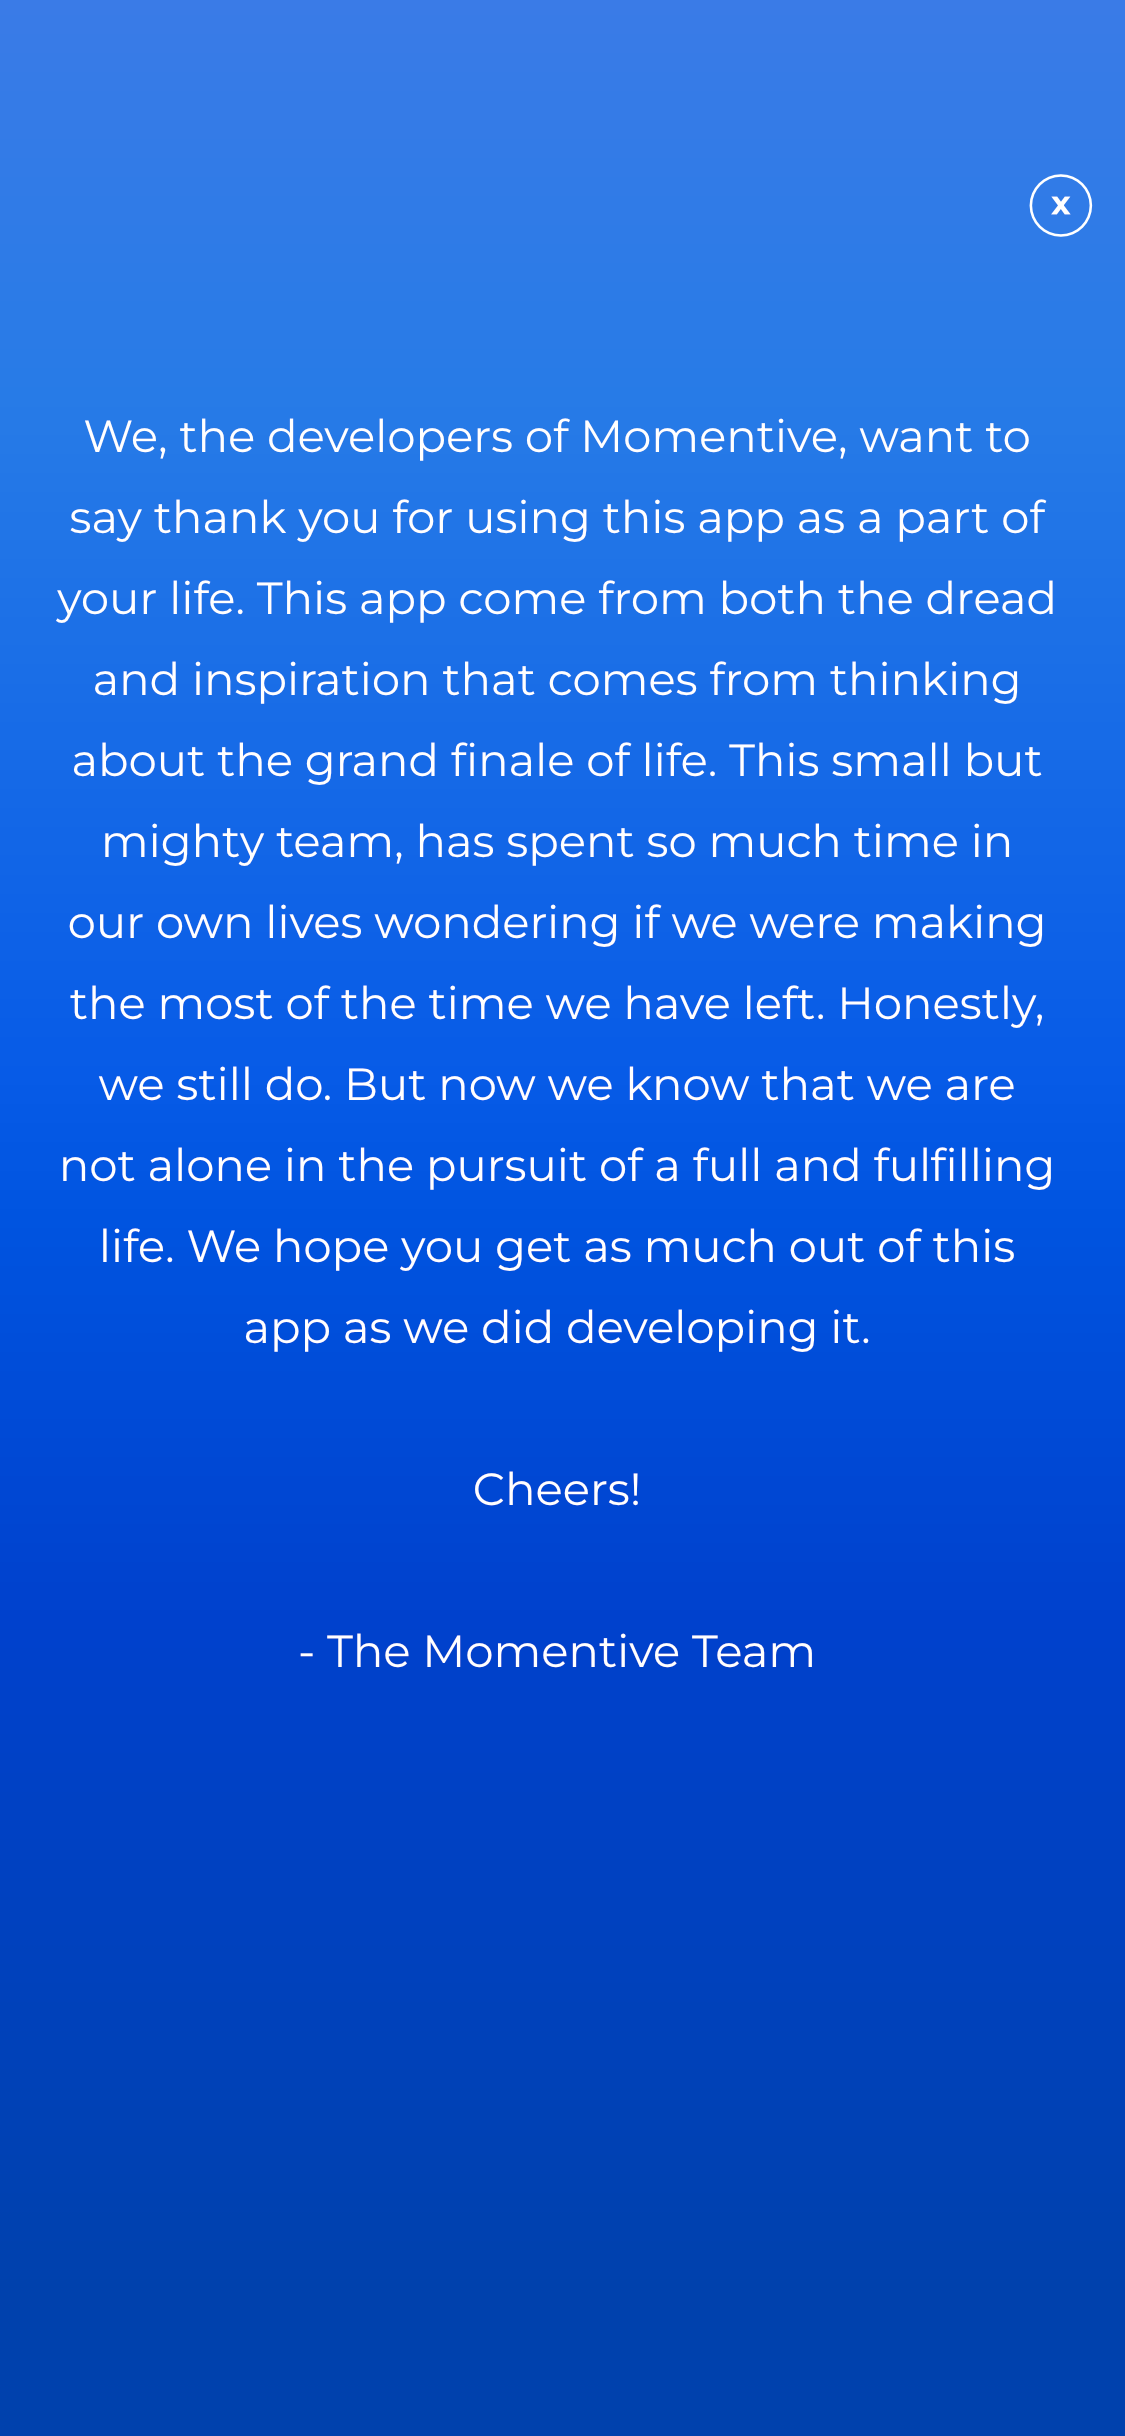 x
We, the developers of Momentive, want to
say thank you for using this app as a part of
your life. This app come from both the dread
and inspiration that comes from thinking
about the grand finale of life. This small but
mighty team, has spent so much time in
our own lives wondering if we were making
the most of the time we have left. Honestly,
we still do. But now we know that we are
not alone in the pursuit of a full and fulfilling
life. We hope you get as much out of this
app as we did developing it.
Cheers!
- The Momentive Team